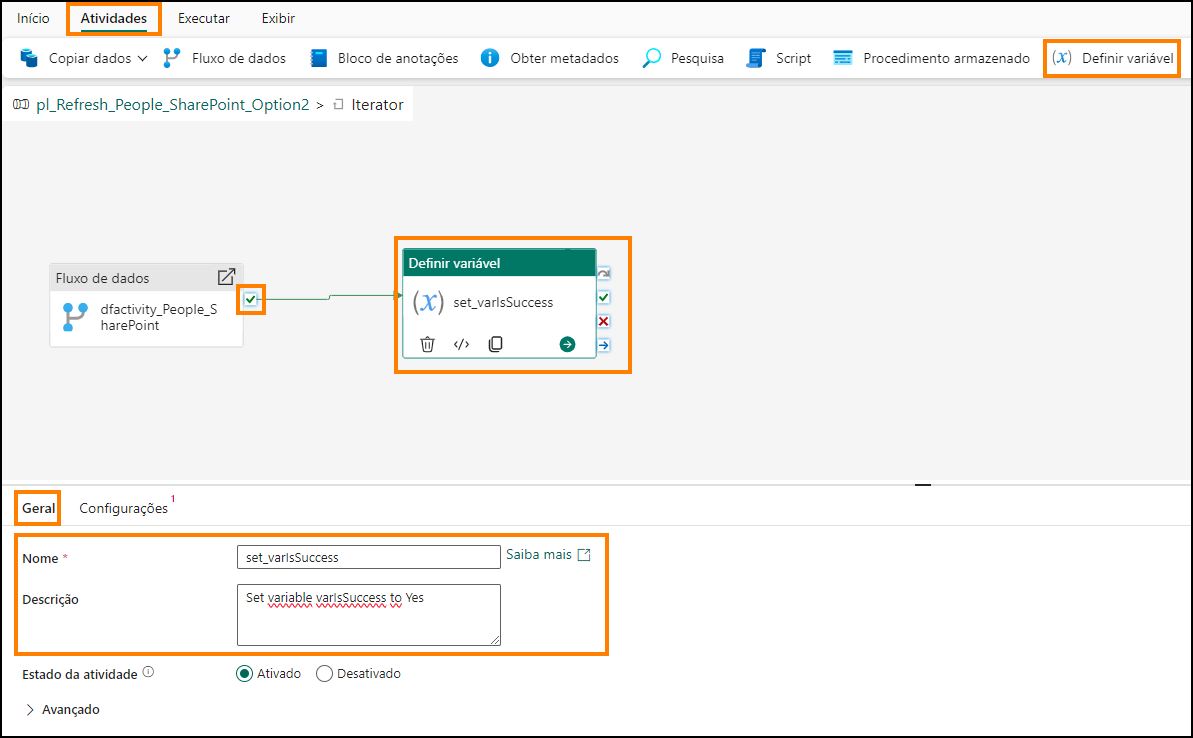 Início Atividades Executar Exibir
Copiar dados Fluxo de dados Bloco de anotações Obter metadados Pesquisa Script Procedimento armazenado (x) Definir variável
pl_Refresh_People_SharePoint_Option2 > Iterator
Fluxo de dados
dfactivity_People_S
harePoint
Definir variável
(x) set_varIsSuccess
</>
Geral Configurações 1
Nome *
set_varIsSuccess
Saiba mais
Descrição
Set variable varIsSuccess to Yes
Estado da atividade
Ativado Desativado
Avançado